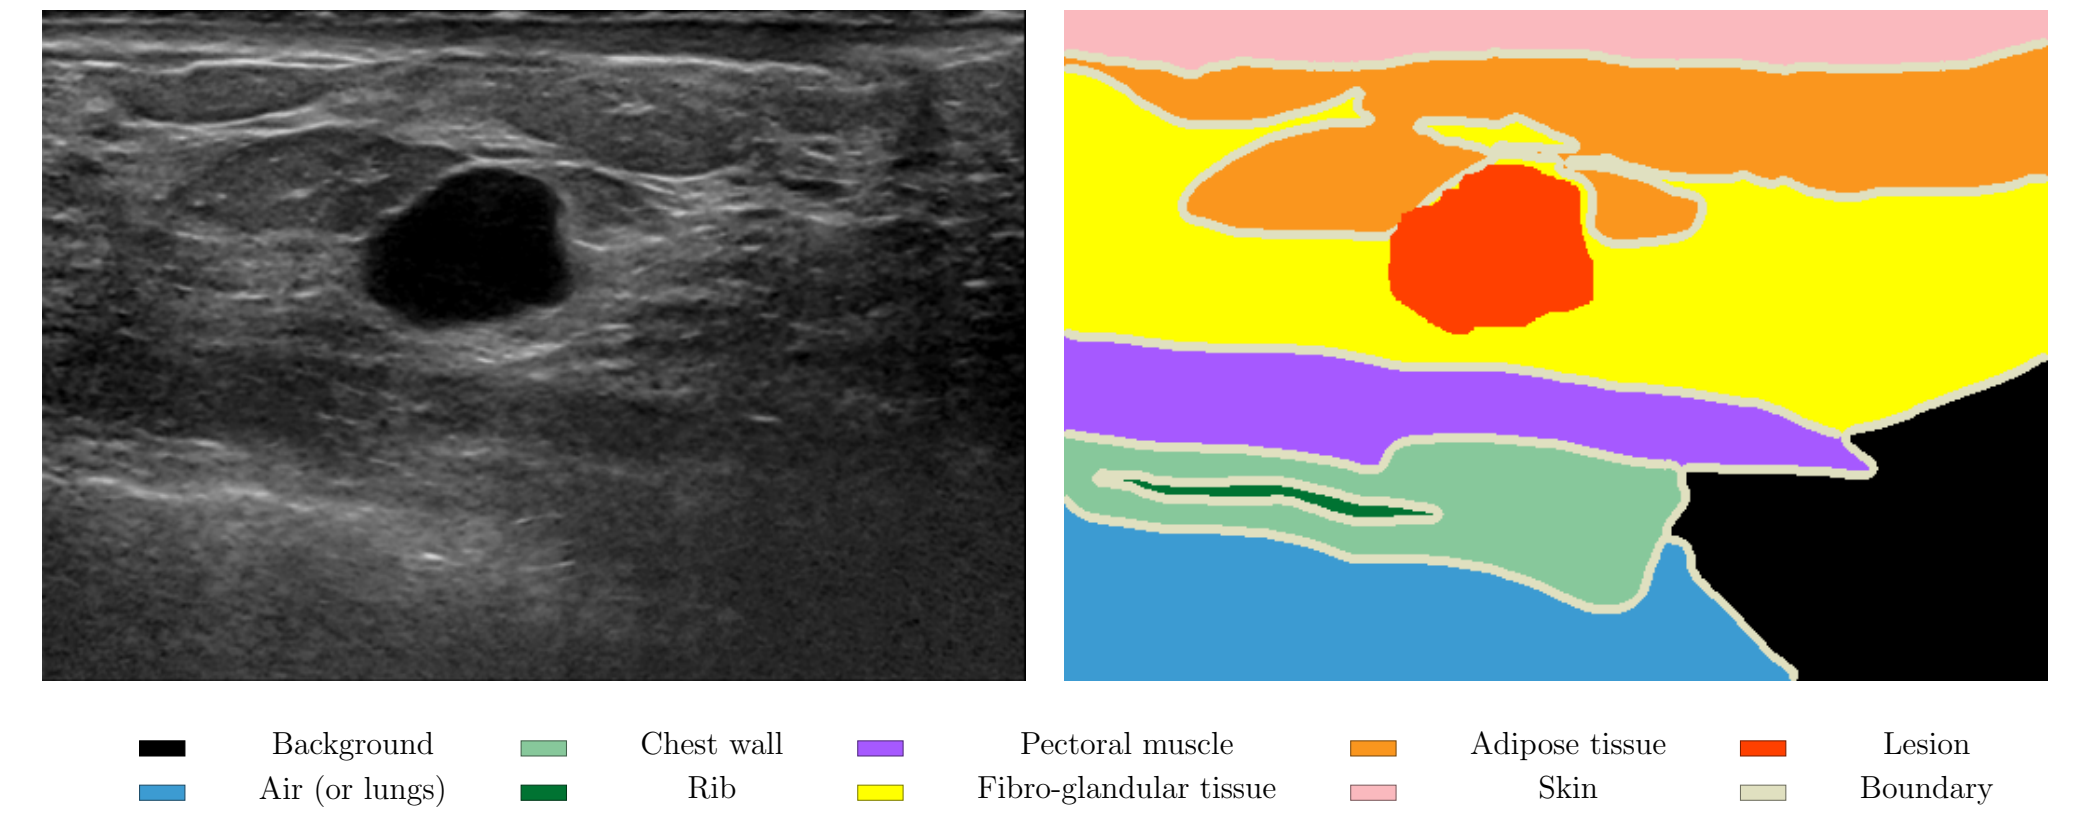 Background Chest wall Pectoral muscle Adipose tissue Lesion
Air (or lungs) Rib Fibro-glandular tissue Skin Boundary